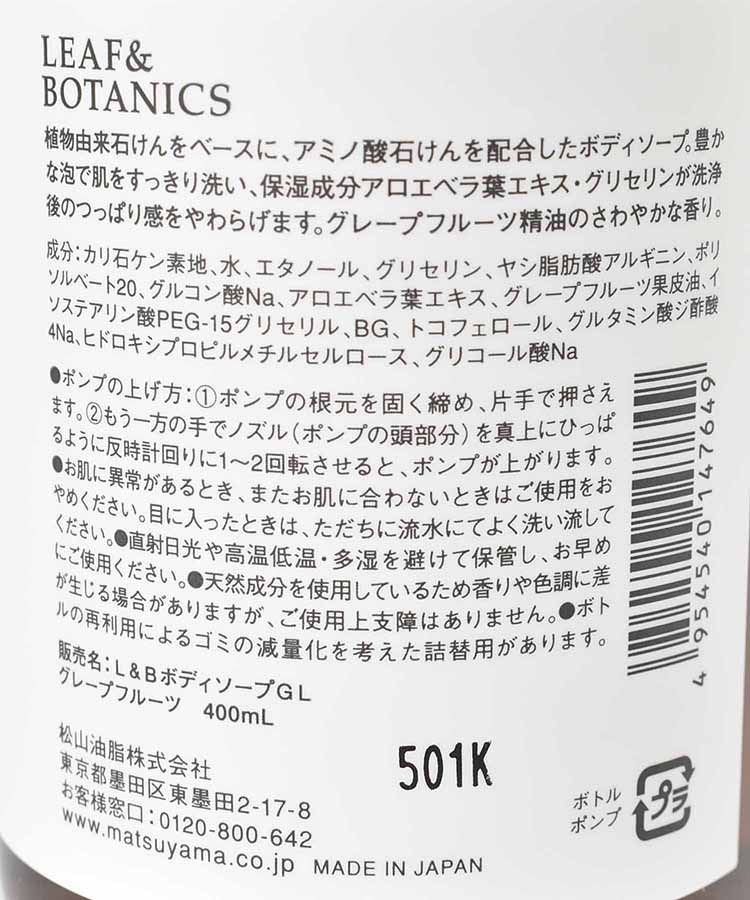 LEAF&
BOTANICS
植物由来石けんをベースに、アミノ酸石けんを配合したボディソープ。豊か
な泡で肌をすっきり洗い、保湿成分アロエベラ葉エキス・グリセリンが洗浄
後のつっぱり感をやわらげます。グレープフルーツ精油のさわやかな香り。
成分：カリ石ケン素地、水、エタノール、グリセリン、ヤシ脂肪酸アルギニン、ポリ
ソルベート20、グルコン酸Na、アロエベラ葉エキス、グレープフルーツ果皮油、イ
ソステアリン酸PEG-15グリセリル、BG、トコフェロール、グルタミン酸ジ酢酸
4Na、ヒドロキシプロピルメチルセルロース、グリコール酸Na
●ポンプの上げ方：①ポンプの根元を固く締め、片手で押さえ
ます。②もう一方の手でノズル（ポンプの頭部分）を真上にひっぱ
るように反時計回りに1〜2回転させると、ポンプが上がります。
●お肌に異常があるとき、またお肌に合わないときはご使用をお
やめください。目に入ったときは、ただちに流水にてよく洗い流して
ください。●直射日光や高温低温・多湿を避けて保管し、お早め
にご使用ください。●天然成分を使用しているため香りや色調に差
が生じる場合がありますが、ご使用上支障はありません。●ボト
ルの再利用によるゴミの減量化を考えた詰替用があります。
4954540147649
販売名：L&BボディソープGL
グレープフルーツ 400mL
松山油脂株式会社
東京都墨田区東墨田2-17-8
お客様窓口：0120-800-642
www.matsuyama.co.jp MADE IN JAPAN
501K
ボトル
ポンプ
プラ